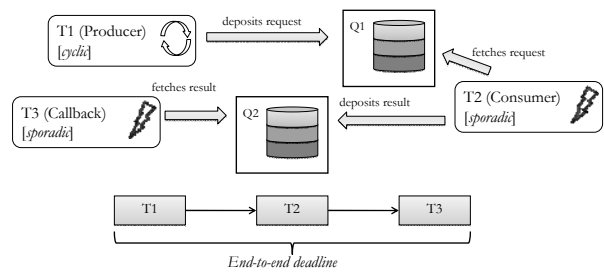 T1 (Producer)
[cyclic]
deposits request
Q1
fetches request
fetches result
T3 (Callback)
[sporadic]
Q2
deposits result
T2 (Consumer)
[sporadic]
T1
T2
T3
End-to-end deadline